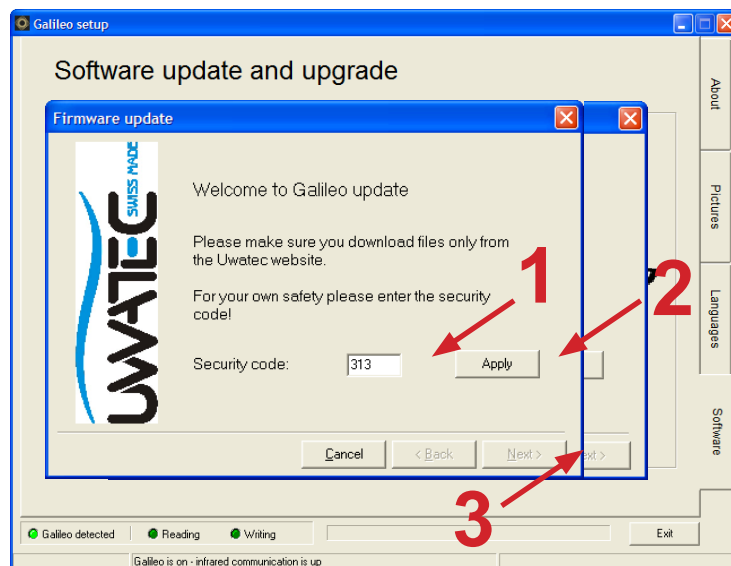 Galileo setup
Software update and upgrade
Firmware update
UWATEC SWISS MADE
Welcome to Galileo update
Please make sure you download files only from
the Uwatec website.
For your own safety please enter the security
code!
Security code:
313
Apply
Cancel
< Back
Next >
ext >
1
2
3
About
Pictures
Languages
Software
Galileo detected
Reading
Writing
Exit
Galileo is on - infrared communication is up